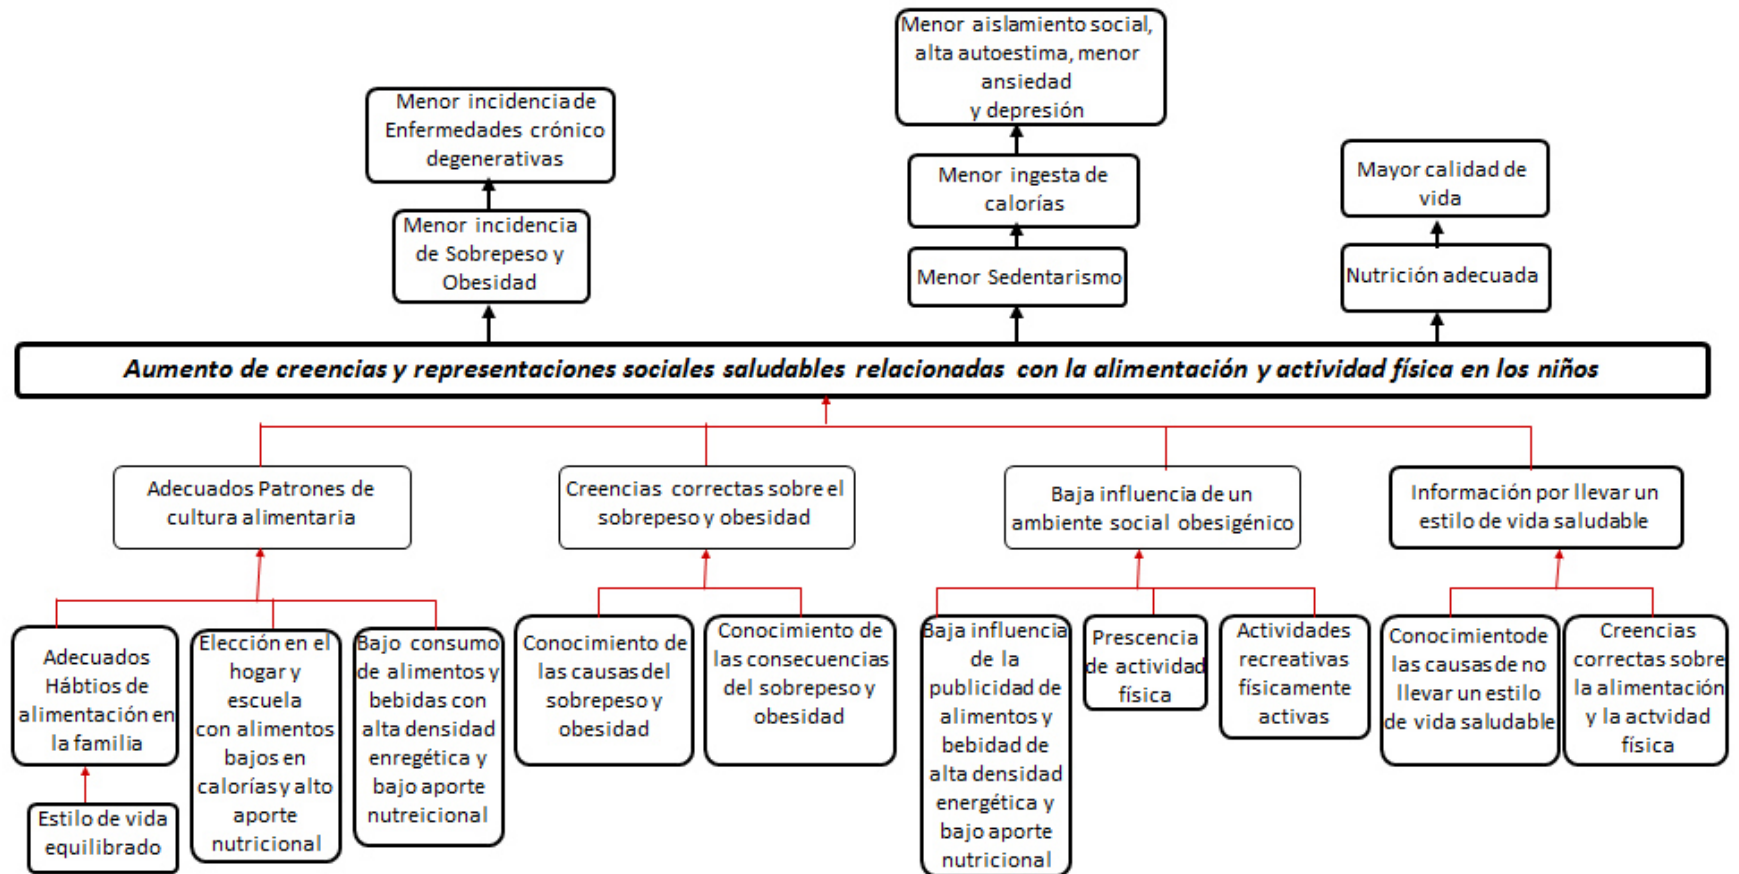 Menor aislamiento social,
alta autoestima, menor
ansiedad
y depresión
Menor incidencia de
Enfermedades crónico
degenerativas
Menor ingesta de
calorías
Mayor calidad de
vida
Menor incidencia
de Sobrepeso y
Obesidad
Menor Sedentarismo
Nutrición adecuada
Aumento de creencias y representaciones sociales saludables relacionadas con la alimentación y actividad física en los niños
Adecuados Patrones de
cultura alimentaria
Creencias correctas sobre el
sobrepeso y obesidad
Baja influencia de un
ambiente social obesigénico
Información por llevar un
estilo de vida saludable
Adecuados
Hábtios de
alimentación en
la familia
Elección en el
hogar y
escuela
con alimentos
bajos en
calorías y alto
aporte
nutricional
Bajo consumo
de alimentos y
bebidas con
alta densidad
enregética y
bajo aporte
nutreicional
Conocimiento de
las causas del
sobrepeso y
obesidad
Conocimiento de
las consecuencias
del sobrepeso y
obesidad
Baja influencia
de la
publicidad de
alimentos y
bebidad de
alta densidad
energética y
bajo aporte
nutricional
Prescencia
de actividad
física
Actividades
recreativas
físicamente
activas
Conocimiento de
las causas de no
llevar un estilo
de vida saludable
Creencias
correctas sobre
la alimentación
y la actvidad
física
Estilo de vida
equilibrado